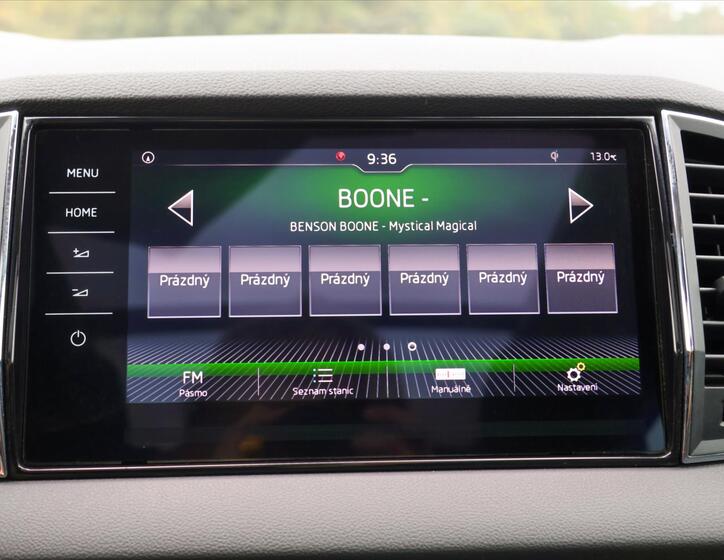 MENU
HOME
9:36
13.0°C
BOONE -
BENSON BOONE - Mystical Magical
Prázdný Prázdný Prázdný Prázdný Prázdný Prázdný
FM
Pásmo
Seznam stanic
Manuálně
Nastavení